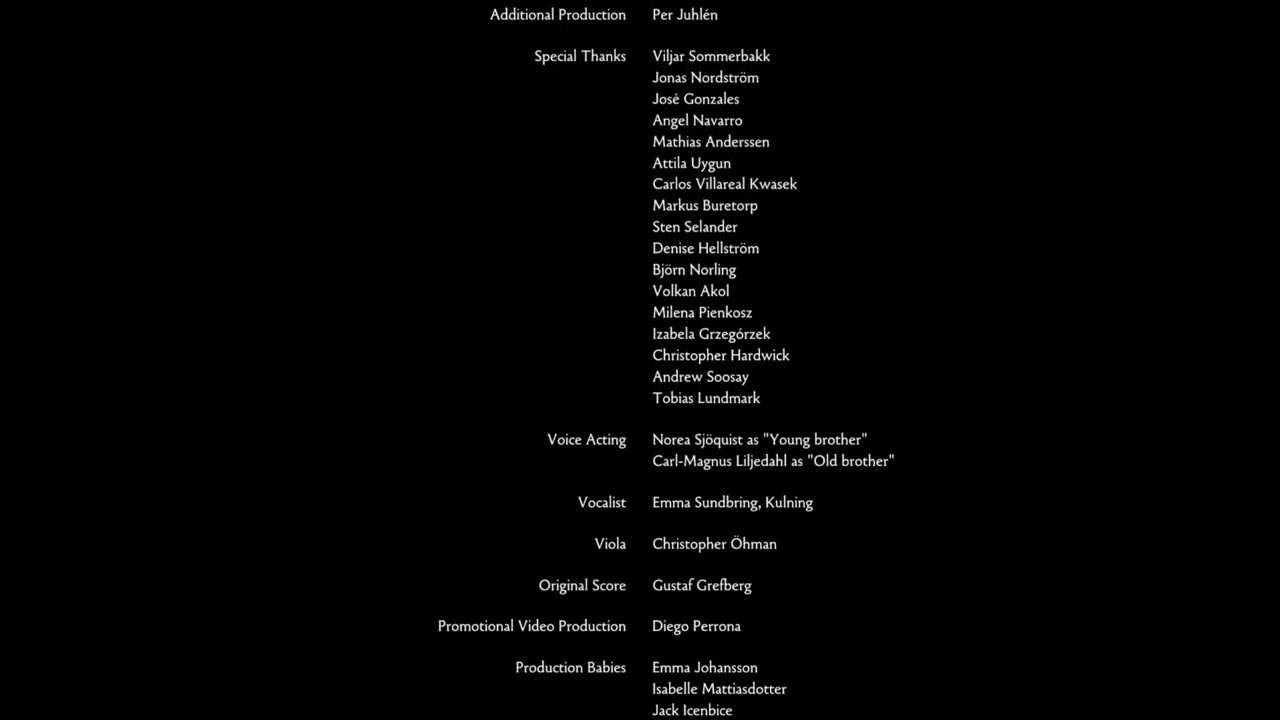 Additional Production Per Juhlén
Special Thanks Viljar Sommerbakk
Jonas Nordström
José Gonzales
Angel Navarro
Mathias Anderssen
Attila Uygun
Carlos Villareal Kwasek
Markus Buretorp
Sten Selander
Denise Hellström
Björn Norling
Volkan Akol
Milena Pienkosz
Izabela Grzegórzek
Christopher Hardwick
Andrew Soosay
Tobias Lundmark
Voice Acting Norea Sjöquist as "Young brother"
Carl-Magnus Liljedahl as "Old brother"
Vocalist Emma Sundbring, Kulning
Viola Christopher Öhman
Original Score Gustaf Grefberg
Promotional Video Production Diego Perrona
Production Babies Emma Johansson
Isabelle Mattiasdotter
Jack Icenbice